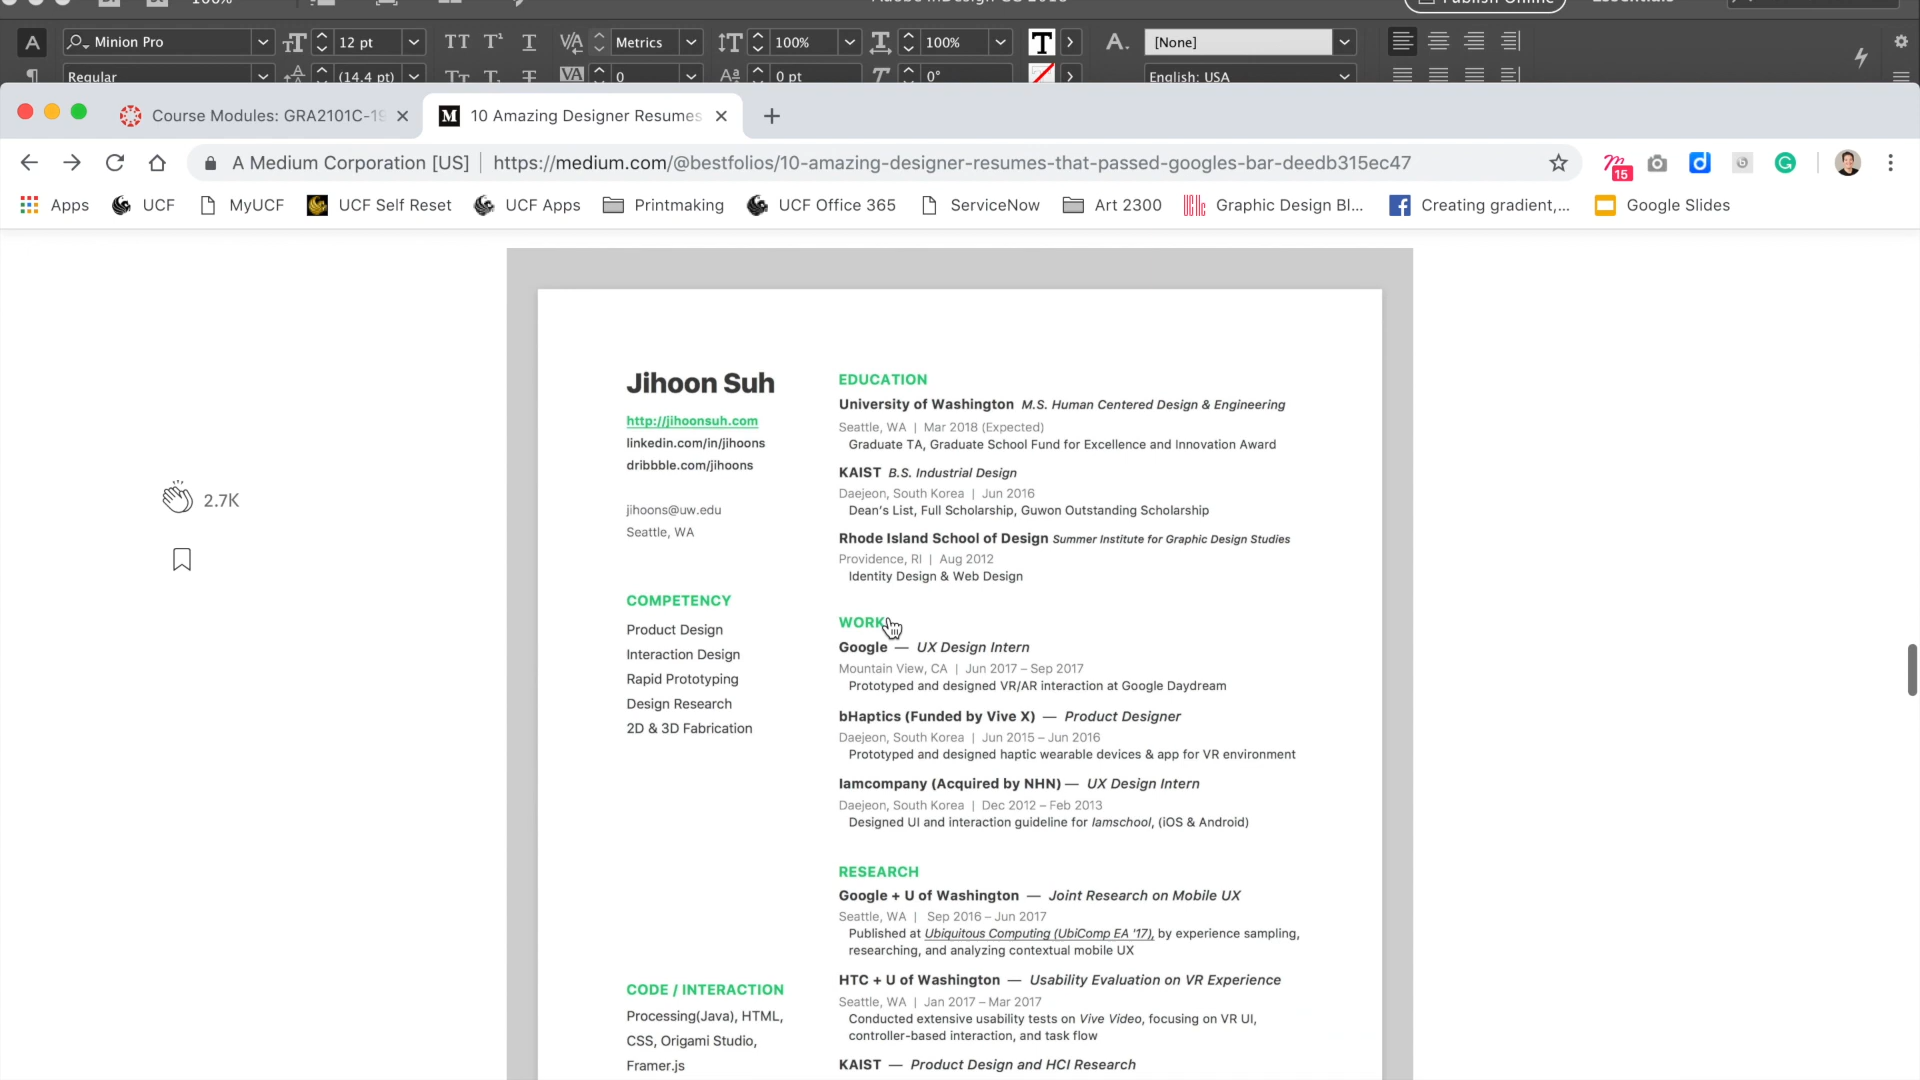 100%
Adobe InDesign CC 2018
Publish Online
Essentials
A
Minion Pro
12 pt
Metrics
100%
100%
[None]
Regular
(14.4 pt)
0
0 pt
0°
English: USA
Course Modules: GRA2101C-19
10 Amazing Designer Resumes
A Medium Corporation [US]
https://medium.com/@bestfolios/10-amazing-designer-resumes-that-passed-googles-bar-deedb315ec47
15
Apps
UCF
MyUCF
UCF Self Reset
UCF Apps
Printmaking
UCF Office 365
ServiceNow
Art 2300
Graphic Design Bl...
Creating gradient,...
Google Slides
2.7K
Jihoon Suh
http://jihoonsuh.com
linkedin.com/in/jihoons
dribbble.com/jihoons
jihoons@uw.edu
Seattle, WA
COMPETENCY
Product Design
Interaction Design
Rapid Prototyping
Design Research
2D & 3D Fabrication
CODE / INTERACTION
Processing(Java), HTML,
CSS, Origami Studio,
Framer.js
EDUCATION
University of Washington M.S. Human Centered Design & Engineering
Seattle, WA | Mar 2018 (Expected)
Graduate TA, Graduate School Fund for Excellence and Innovation Award
KAIST B.S. Industrial Design
Daejeon, South Korea | Jun 2016
Dean's List, Full Scholarship, Guwon Outstanding Scholarship
Rhode Island School of Design Summer Institute for Graphic Design Studies
Providence, RI | Aug 2012
Identity Design & Web Design
WORK
Google — UX Design Intern
Mountain View, CA | Jun 2017 – Sep 2017
Prototyped and designed VR/AR interaction at Google Daydream
bHaptics (Funded by Vive X) — Product Designer
Daejeon, South Korea | Jun 2015 – Jun 2016
Prototyped and designed haptic wearable devices & app for VR environment
Iamcompany (Acquired by NHN) — UX Design Intern
Daejeon, South Korea | Dec 2012 – Feb 2013
Designed UI and interaction guideline for Iamschool, (iOS & Android)
RESEARCH
Google + U of Washington — Joint Research on Mobile UX
Seattle, WA | Sep 2016 – Jun 2017
Published at Ubiquitous Computing (UbiComp EA '17), by experience sampling,
researching, and analyzing contextual mobile UX
HTC + U of Washington — Usability Evaluation on VR Experience
Seattle, WA | Jan 2017 – Mar 2017
Conducted extensive usability tests on Vive Video, focusing on VR UI,
controller-based interaction, and task flow
KAIST — Product Design and HCI Research